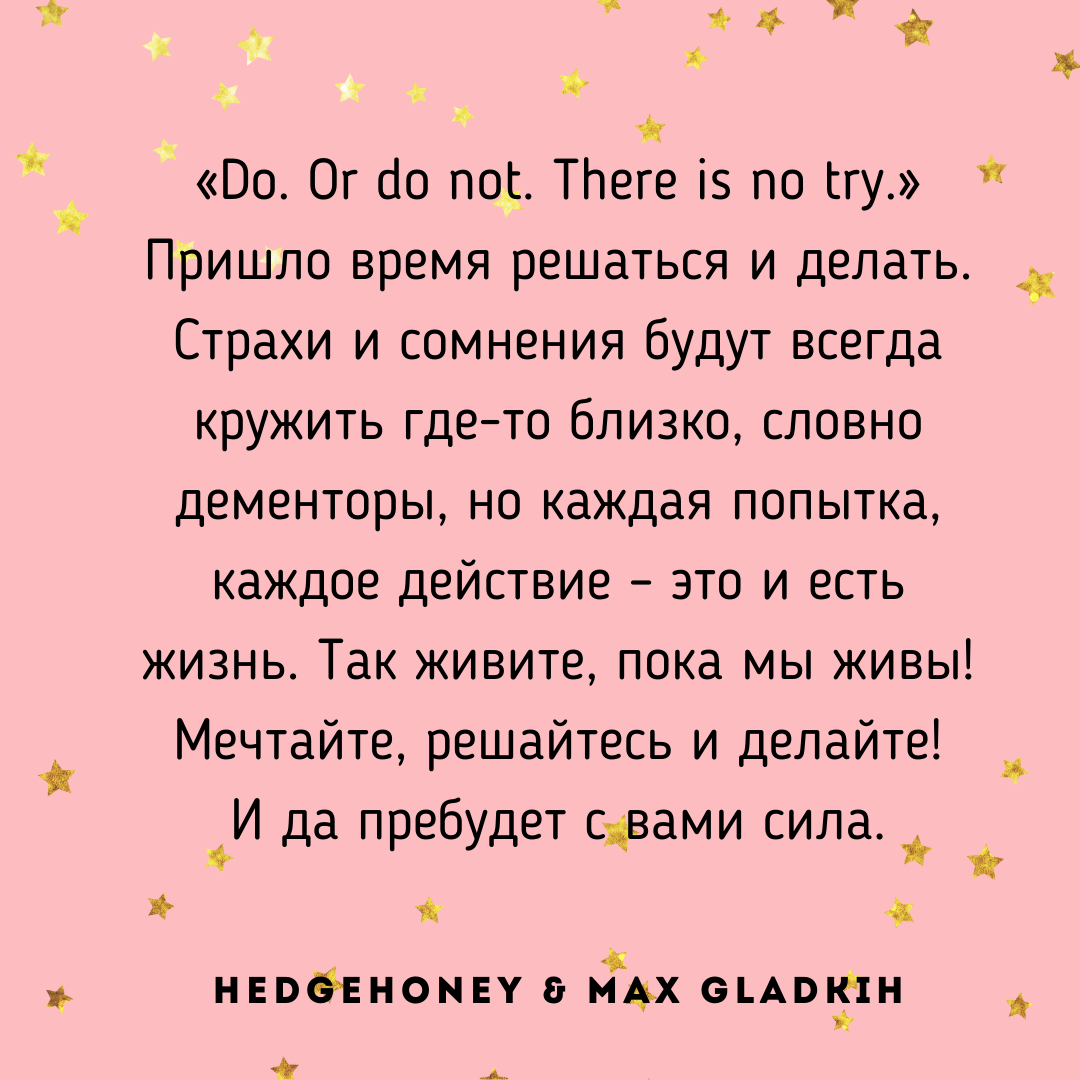 «Do. Or do not. There is no try.»
Пришло время решаться и делать.
Страхи и сомнения будут всегда
кружить где-то близко, словно
дементоры, но каждая попытка,
каждое действие – это и есть
жизнь. Так живите, пока мы живы!
Мечтайте, решайтесь и делайте!
И да пребудет с вами сила.
HEDGEHONEY & MAX GLADKIH